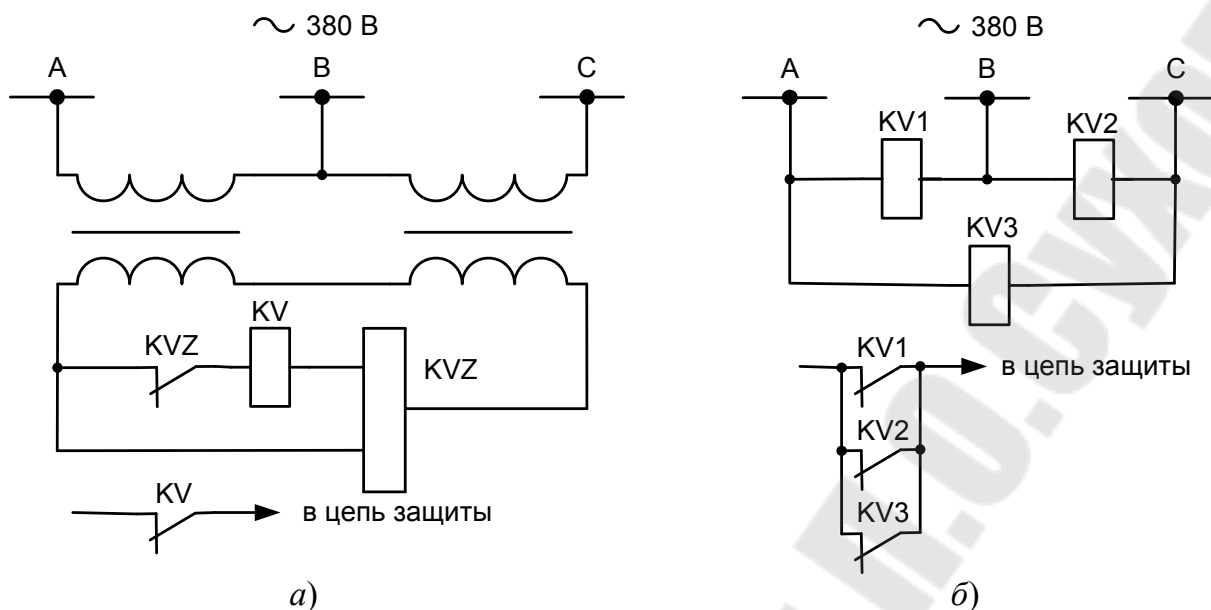 380 В
A
B
C
KVZ
KV
KVZ
KV
в цепь защиты
а)
380 В
A
B
C
KV1
KV2
KV3
KV1
в цепь защиты
KV2
KV3
б)